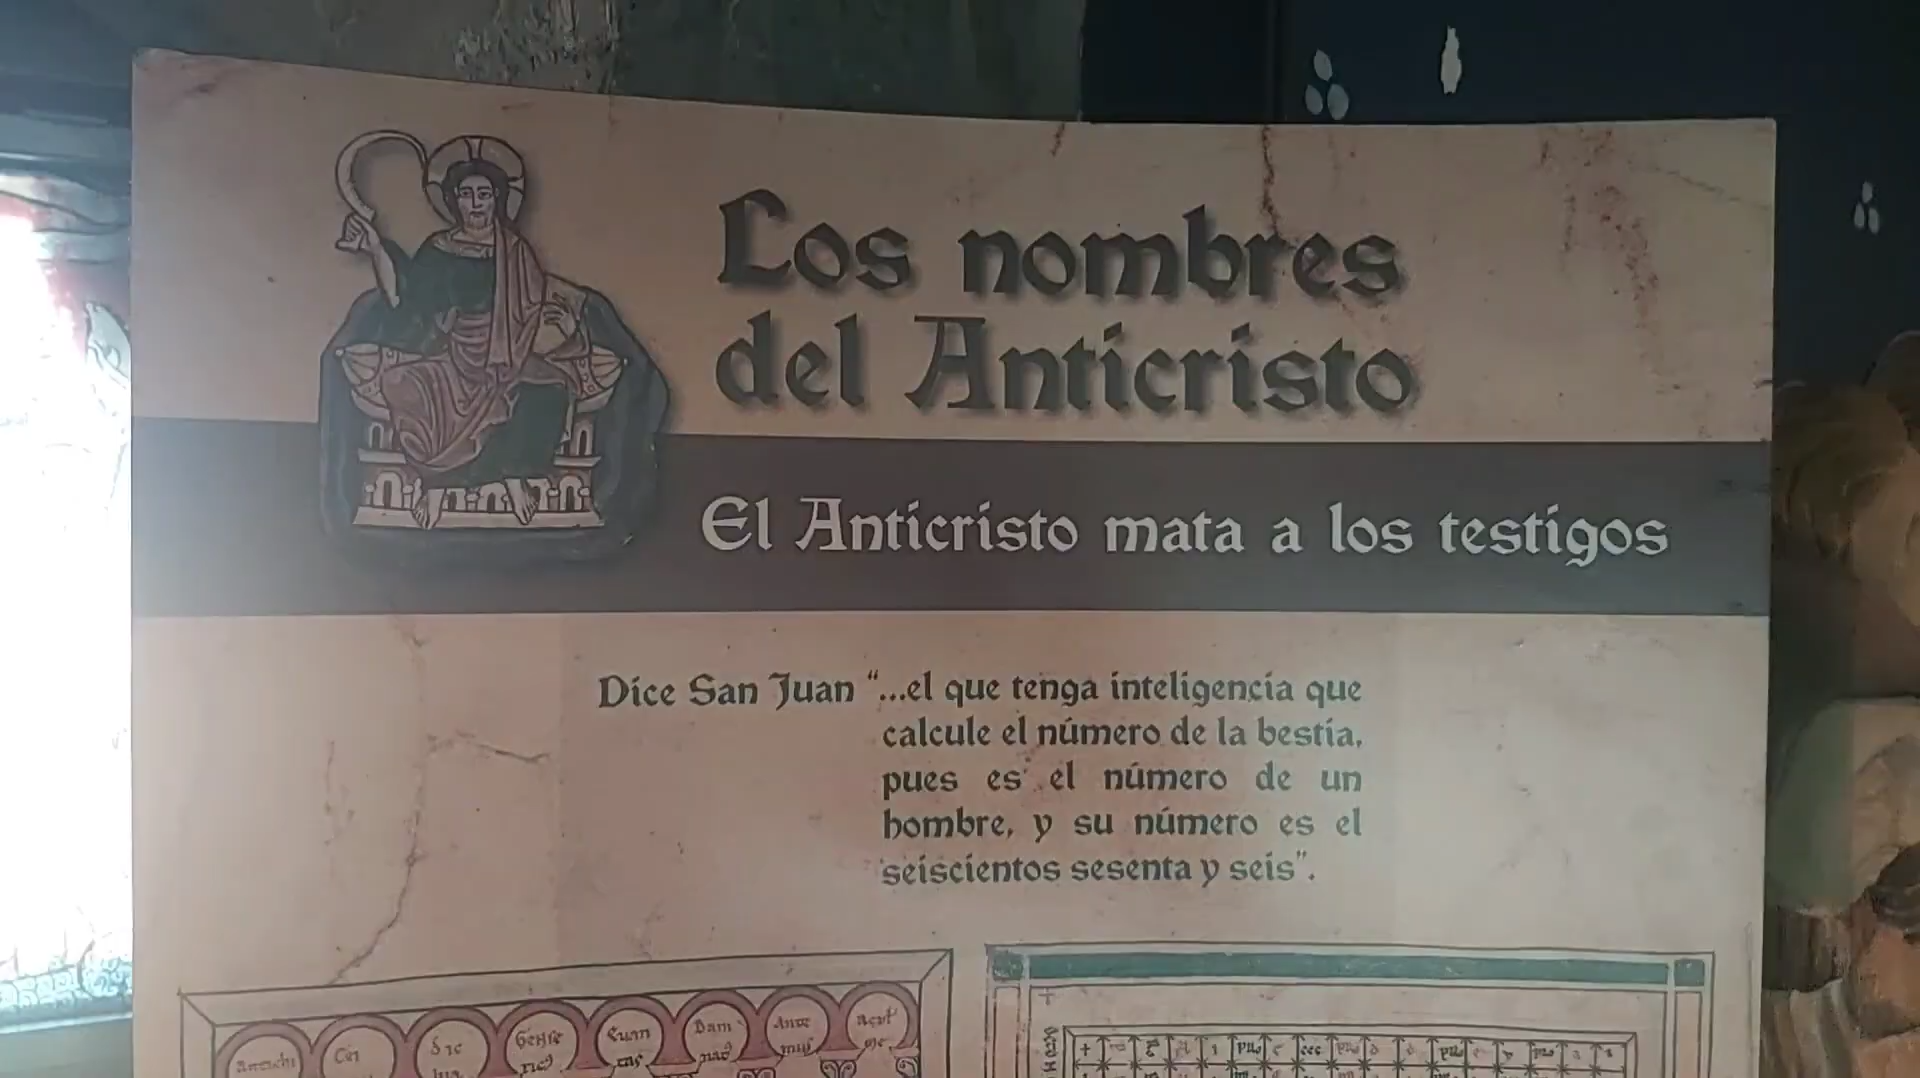 Los nombres
del Anticristo
El Anticristo mata a los testigos
Dice San Juan “...el que tenga inteligencia que
calcule el número de la bestia,
pues es el número de un
hombre, y su número es el
seiscientos sesenta y seis”.